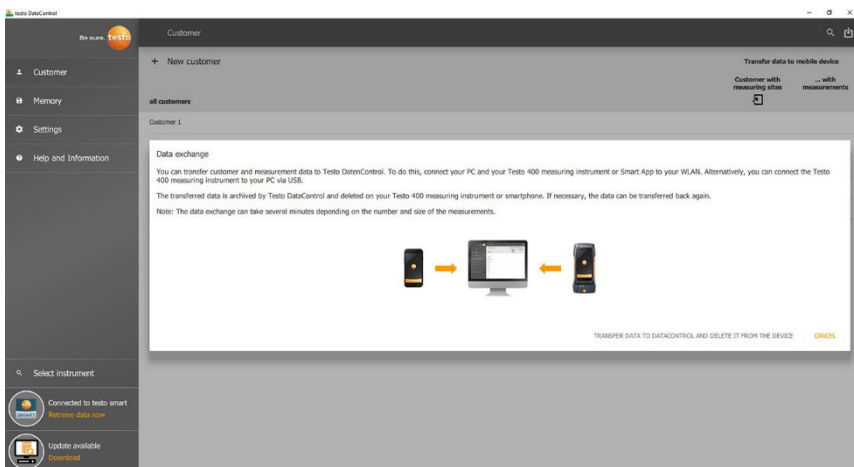 testo DataControl
Be sure. testo
Customer
Customer
Memory
Settings
Help and Information
+ New customer
Transfer data to mobile device
Customer with
measuring sites
... with
measurements
all customers
Customer 1
Data exchange
You can transfer customer and measurement data to Testo DatenControl. To do this, connect your PC and your Testo 400 measuring instrument or Smart App to your WLAN. Alternatively, you can connect the Testo
400 measuring instrument to your PC via USB.
The transferred data is archived by Testo DataControl and deleted on your Testo 400 measuring instrument or smartphone. If necessary, the data can be transferred back again.
Note: The data exchange can take several minutes depending on the number and size of the measurements.
TRANSFER DATA TO DATACONTROL AND DELETE IT FROM THE DEVICE
CANCEL
Select instrument
SMART
Connected to testo smart
Retreive data now
Update available
Download